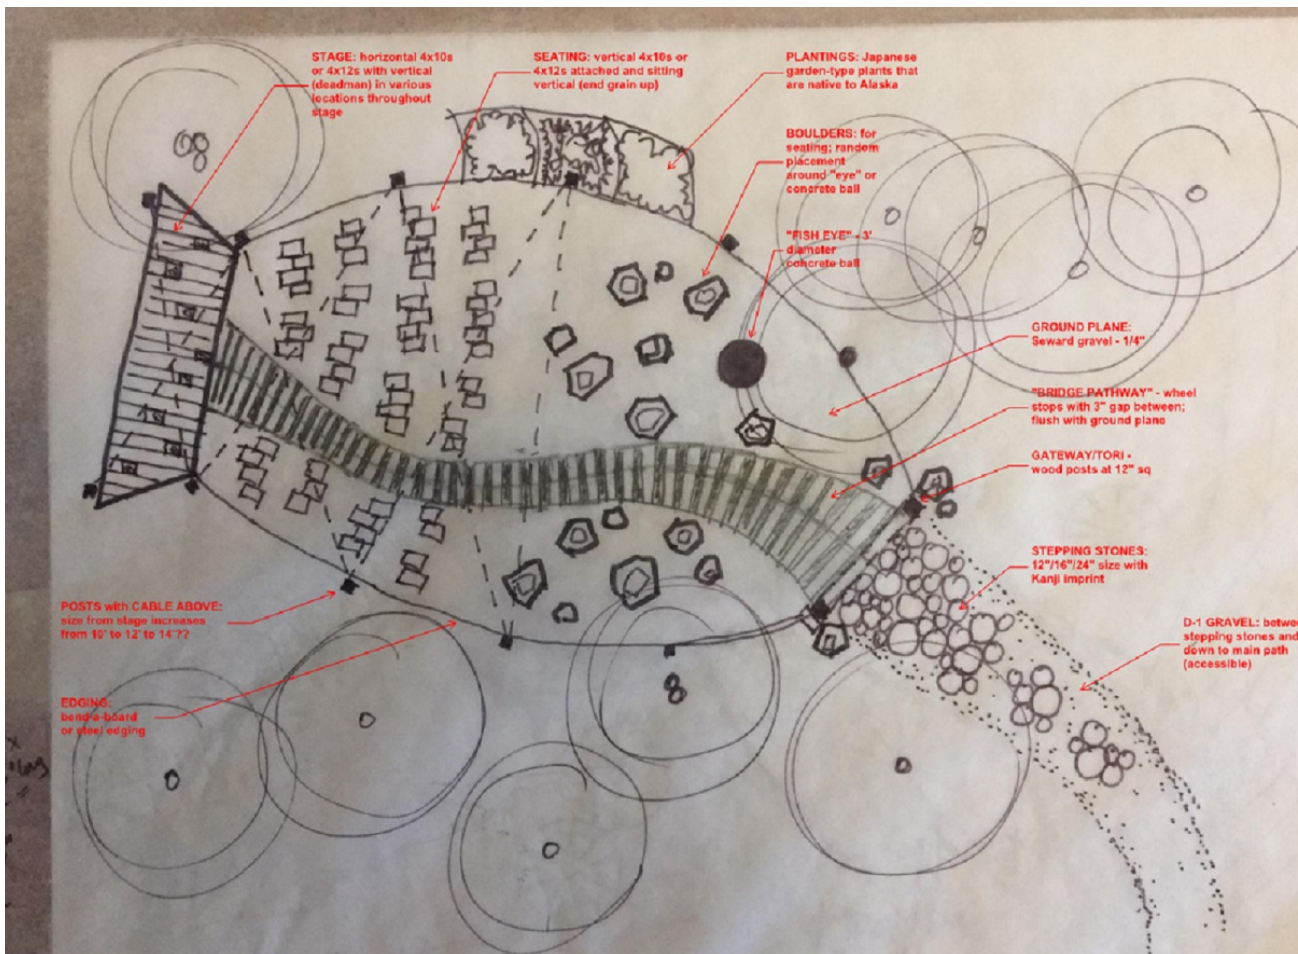 STAGE: horizontal 4x10s
or 4x12s with vertical
(deadman) in various
locations throughout
stage
SEATING: vertical 4x10s or
4x12s attached and sitting
vertical (end grain up)
PLANTINGS: Japanese
garden-type plants that
are native to Alaska
BOULDERS: for
seating; random
placement
around "eye" or
concrete ball
"FISH EYE" - 3'
diameter
concrete ball
GROUND PLANE:
Seward gravel - 1/4"
"BRIDGE PATHWAY" - wheel
stops with 3" gap between;
flush with ground plane
GATEWAY/TORI -
wood posts at 12" sq
STEPPING STONES:
12"/16"/24" size with
Kanji imprint
D-1 GRAVEL:
stepping stones and
down to main path
(accessible)
POSTS with CABLE ABOVE:
size from stage increases
from 10' to 12' to 14'??
EDGING:
bend-a-board
or steel edging